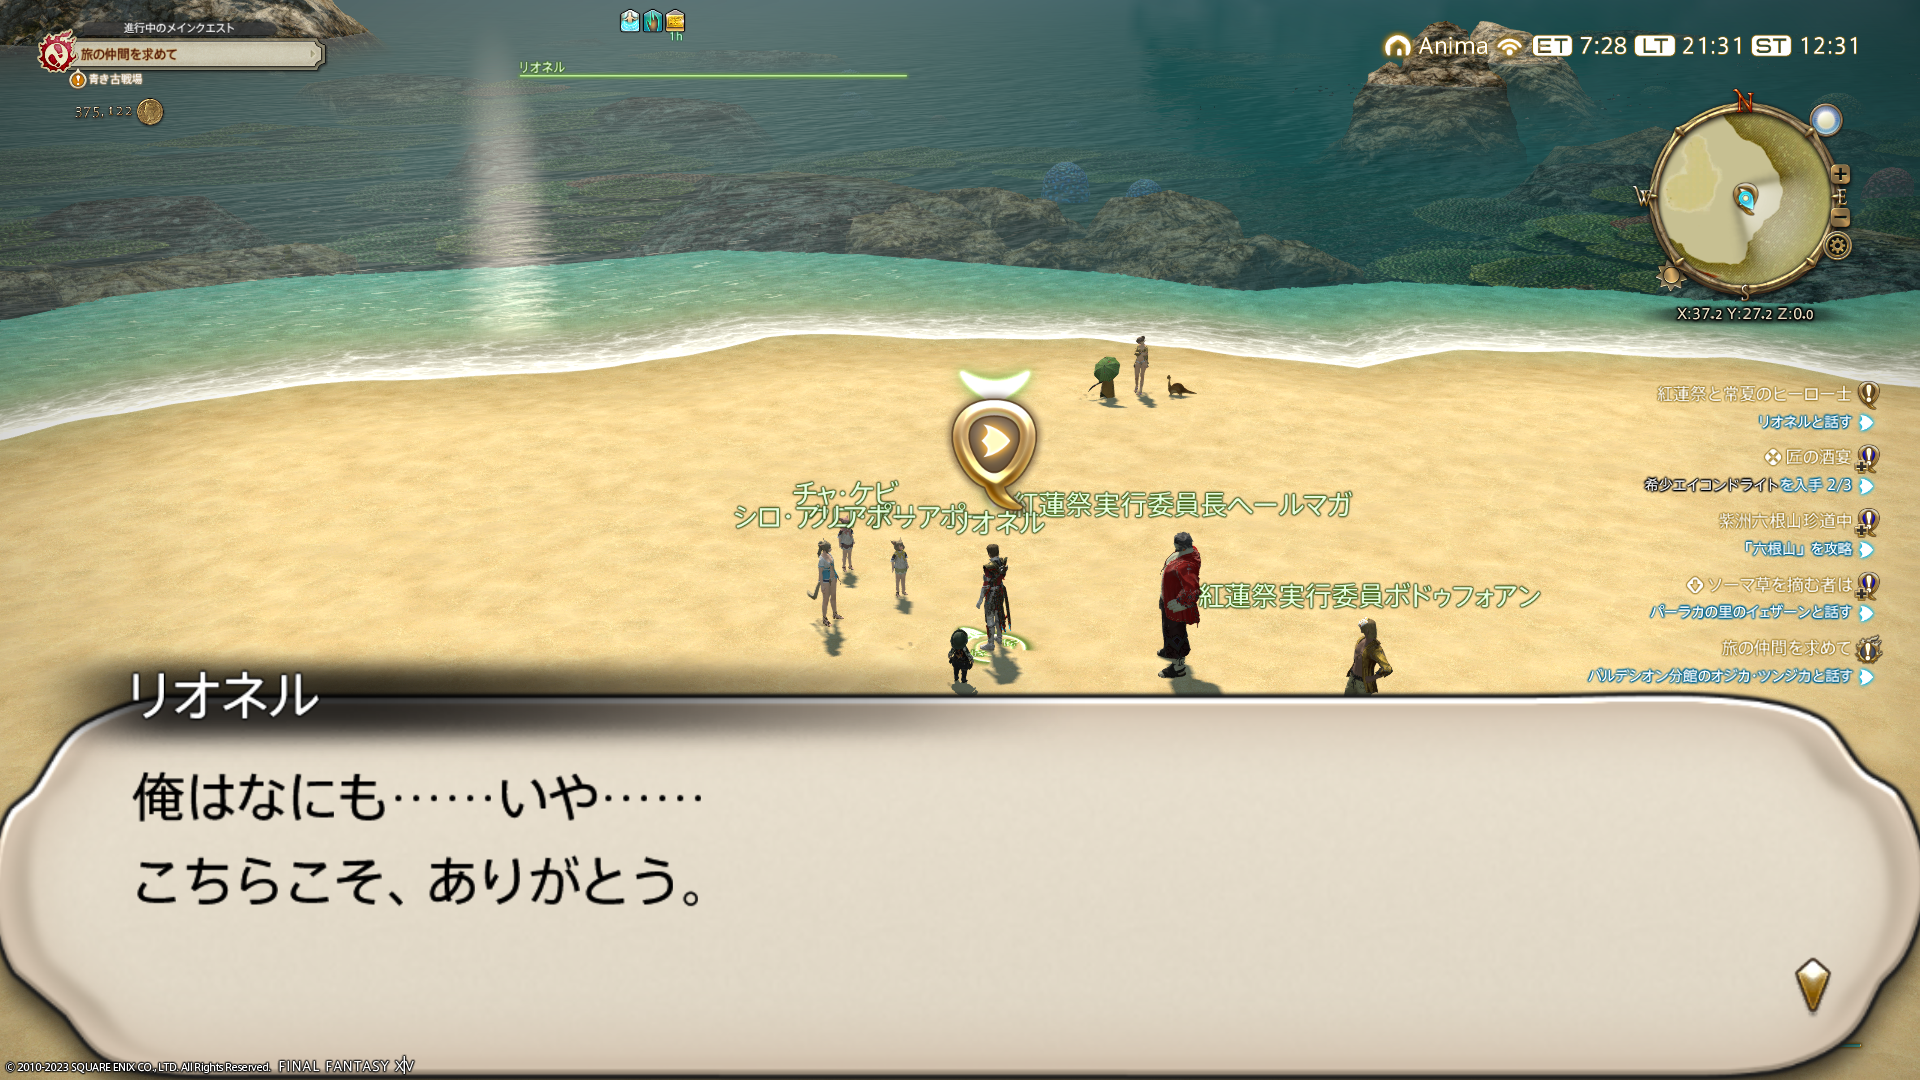 進行中のメインクエスト
旅の仲間を求めて
青き古戦場
375,122
1h
リオネル
Anima ET 7:28 LT 21:31 ST 12:31
N
W
E
S
X:37.2 Y:27.2 Z:0.0
紅蓮祭と常夏のヒーロー士
リオネルと話す
匠の酒宴
希少エイコンドライトを入手 2/3
紫洲六根山珍道中
「六根山」を攻略
ソーマ草を摘む者は
パーラカの里のイェザーンと話す
旅の仲間を求めて
バルデシオン分館のオジカ・ツンジカと話す
チャ・ケビ
シロ・アリアポーアポ
リオネル
紅蓮祭実行委員長ヘールマガ
紅蓮祭実行委員ボドゥフォアン
リオネル
俺はなにも……いや……
こちらこそ、ありがとう。
© 2010-2023 SQUARE ENIX CO., LTD. All Rights Reserved. FINAL FANTASY XIV